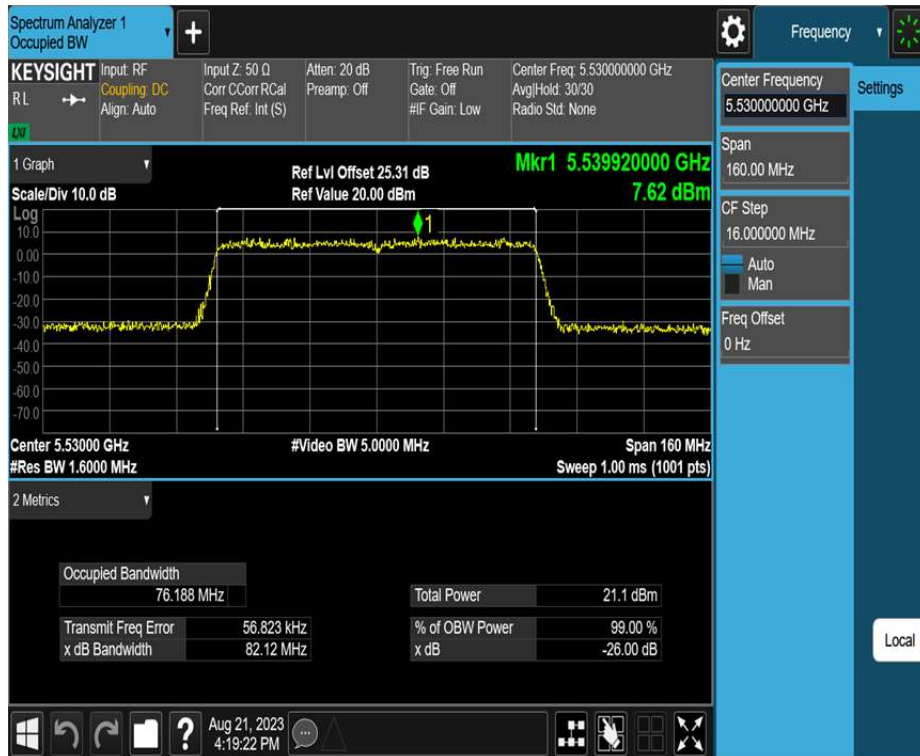 Spectrum Analyzer 1
Occupied BW
Frequency
KEYSIGHT
R L
LXI
Input: RF
Coupling: DC
Align: Auto
Input Z: 50 Ω
Corr CCorr RCal
Freq Ref: Int (S)
Atten: 20 dB
Preamp: Off
Trig: Free Run
Gate: Off
#IF Gain: Low
Center Freq: 5.530000000 GHz
Avg|Hold: 30/30
Radio Std: None
Center Frequency
5.53000000 GHz
Settings
Span
160.00 MHz
CF Step
16.000000 MHz
Auto
Man
Freq Offset
0 Hz
1 Graph
Scale/Div 10.0 dB
Ref Lvl Offset 25.31 dB
Ref Value 20.00 dBm
Mkr1 5.539920000 GHz
7.62 dBm
Log
1
10.0
0.00
-10.0
-20.0
-30.0
-40.0
-50.0
-60.0
-70.0
Center 5.53000 GHz
#Res BW 1.6000 MHz
#Video BW 5.0000 MHz
Span 160 MHz
Sweep 1.00 ms (1001 pts)
2 Metrics
Occupied Bandwidth
76.188 MHz
Total Power 21.1 dBm
Transmit Freq Error 56.823 kHz
% of OBW Power 99.00 %
x dB Bandwidth 82.12 MHz
x dB -26.00 dB
Local
?
Aug 21, 2023
4:19:22 PM